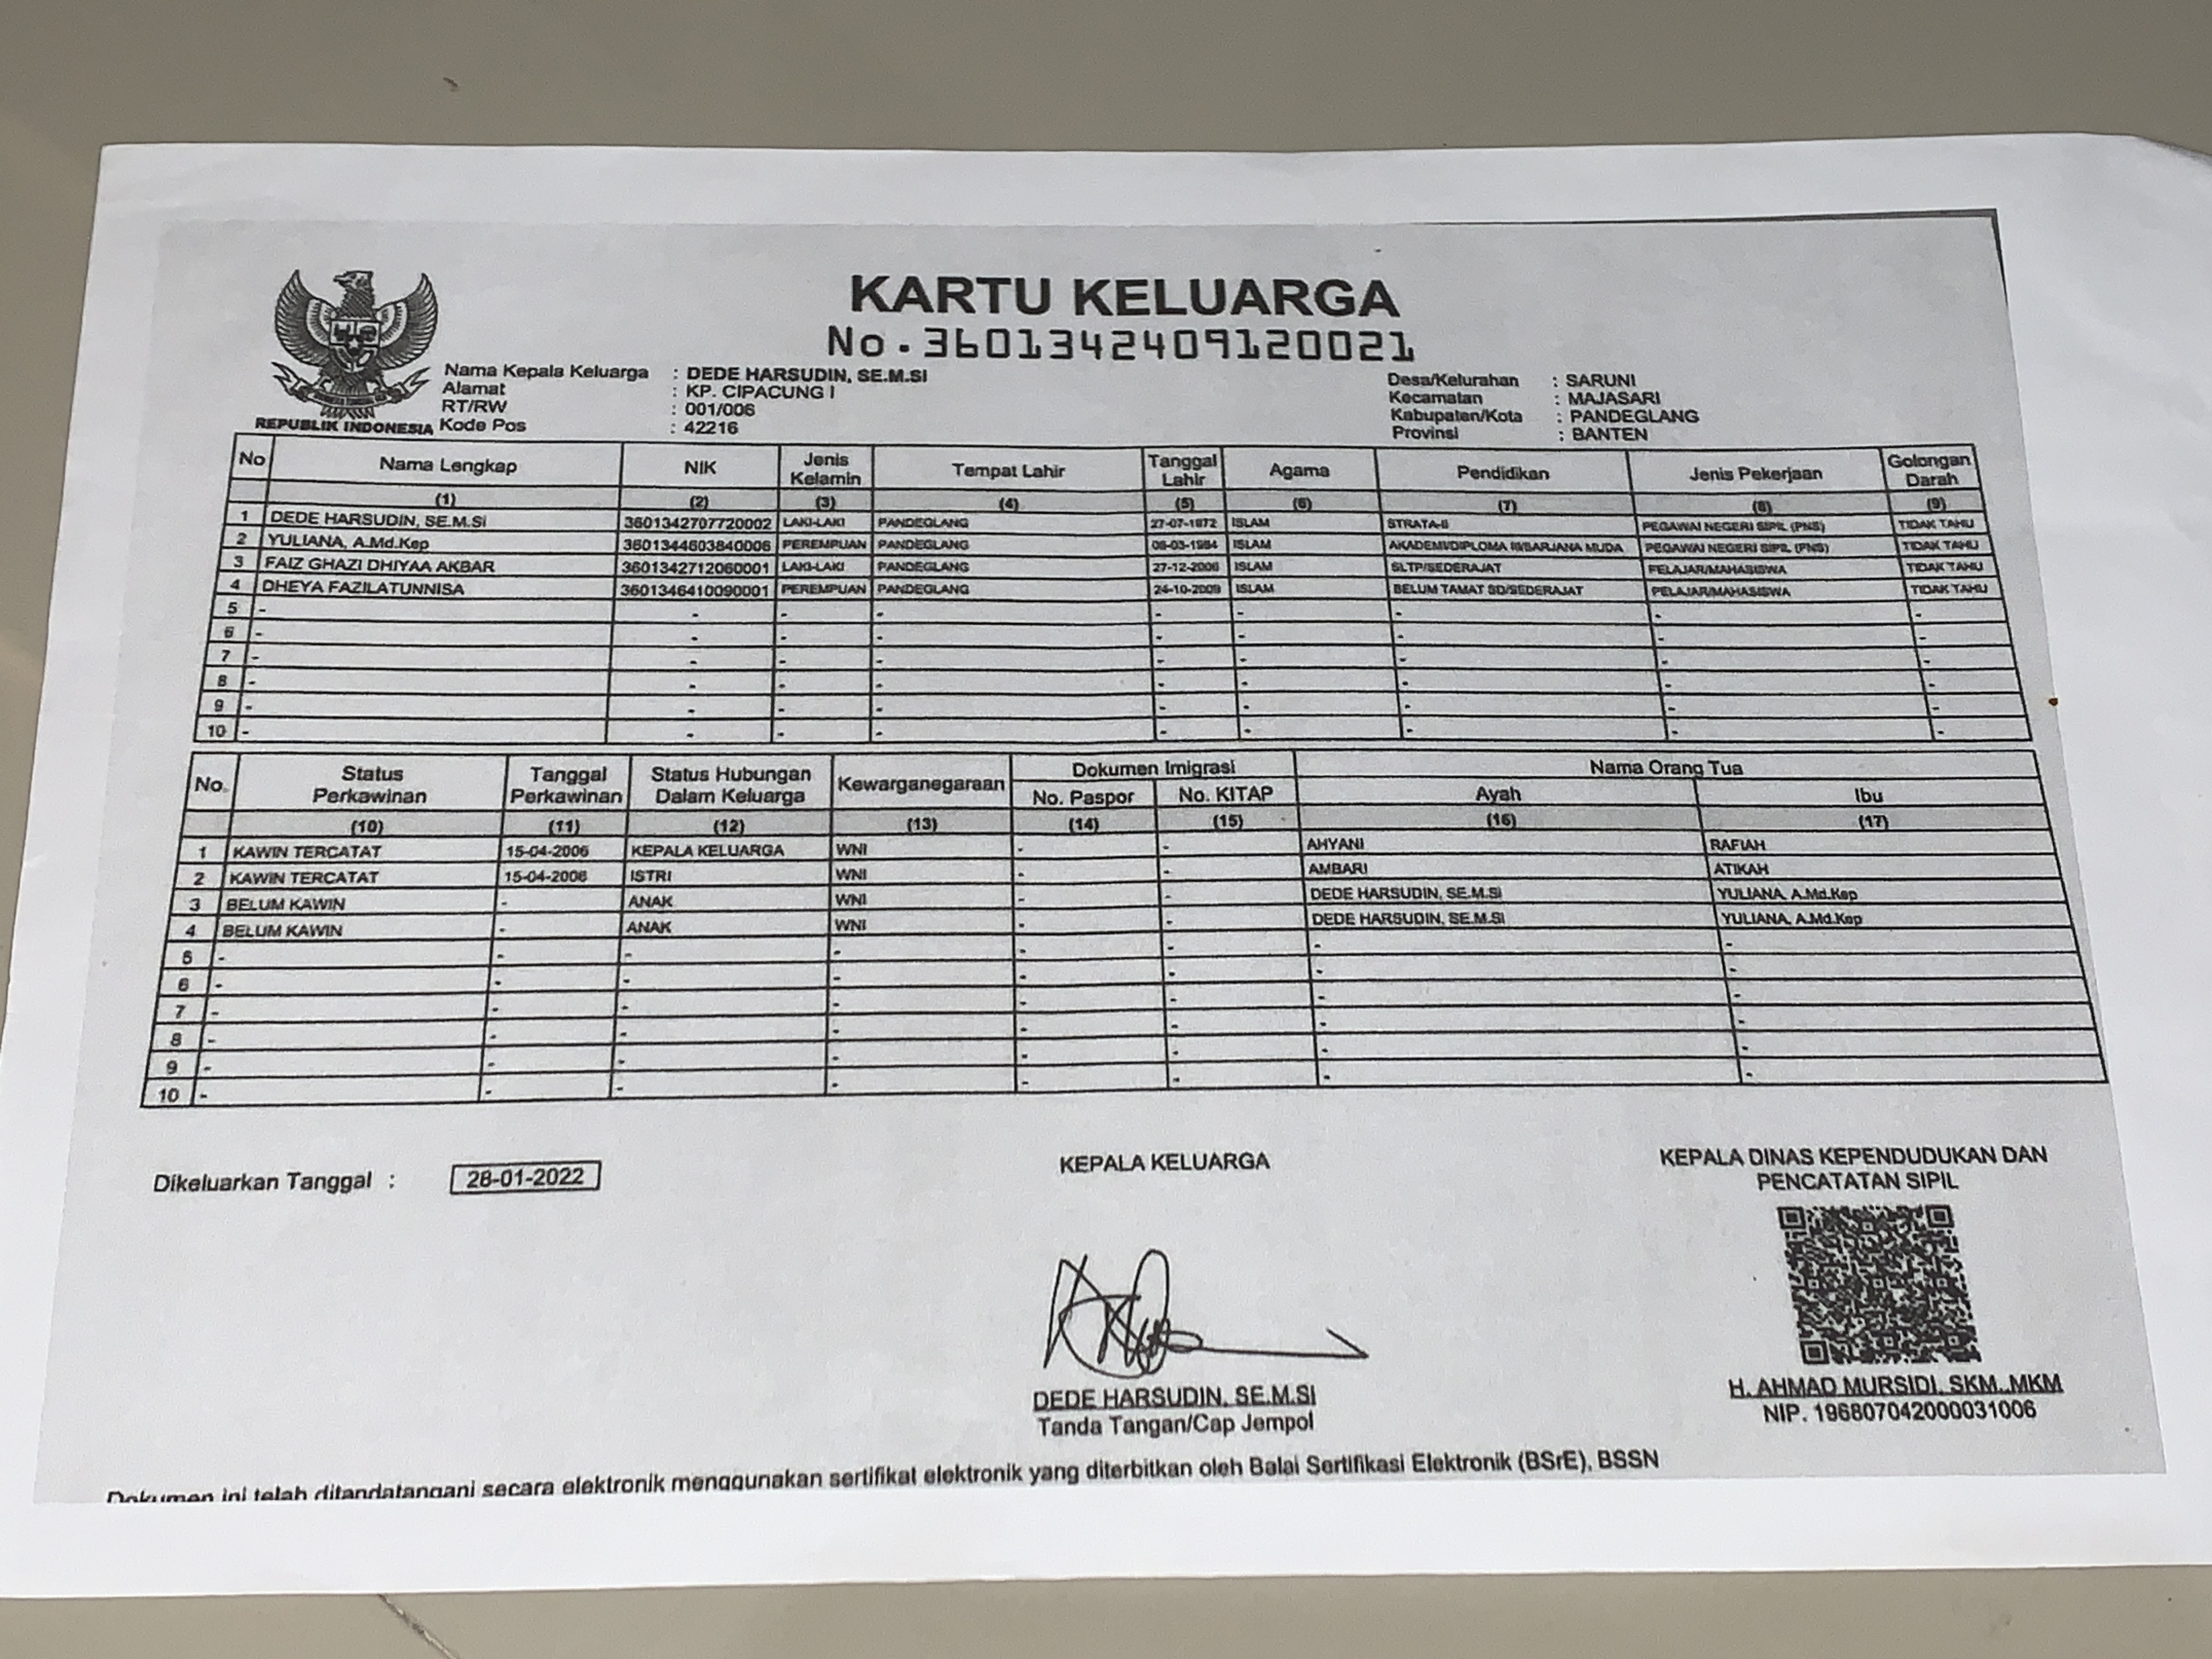 KARTU KELUARGA
No. 3601342409120021
REPUBLIK INDONESIA
Nama Kepala Keluarga : DEDE HARSUDIN, SE.M.SI
Alamat : KP. CIPACUNG I
RT/RW : 001/006
Kode Pos : 42216
Desa/Kelurahan : SARUNI
Kecamatan : MAJASARI
Kabupaten/Kota : PANDEGLANG
Provinsi : BANTEN
No Nama Lengkap NIK Jenis Kelamin Tempat Lahir Tanggal Lahir Agama Pendidikan Jenis Pekerjaan Golongan Darah
(1) (2) (3) (4) (5) (6) (7) (8) (9)
1 DEDE HARSUDIN, SE.M.Si 3601342707720002 LAKI-LAKI PANDEGLANG 27-07-1972 ISLAM STRATA-II PEGAWAI NEGERI SIPIL (PNS) TIDAK TAHU
2 YULIANA, A.Md.Kep 3601344803840006 PEREMPUAN PANDEGLANG 08-03-1984 ISLAM AKADEMI/DIPLOMA III/SARJANA MUDA PEGAWAI NEGERI SIPIL (PNS) TIDAK TAHU
3 FAIZ GHAZI DHIYAA AKBAR 3601342712060001 LAKI-LAKI PANDEGLANG 27-12-2006 ISLAM SLTP/SEDERAJAT PELAJAR/MAHASISWA TIDAK TAHU
4 DHEYA FAZILATUNNISA 3601346410090001 PEREMPUAN PANDEGLANG 24-10-2009 ISLAM BELUM TAMAT SD/SEDERAJAT PELAJAR/MAHASISWA TIDAK TAHU
5 - - - - - - - - -
6 - - - - - - - - -
7 - - - - - - - - -
8 - - - - - - - - -
9 - - - - - - - - -
10 - - - - - - - - -
No. Status Perkawinan Tanggal Perkawinan Status Hubungan Dalam Keluarga Kewarganegaraan Dokumen Imigrasi Nama Orang Tua
No. Paspor No. KITAP Ayah Ibu
(10) (11) (12) (13) (14) (15) (16) (17)
1 KAWIN TERCATAT 15-04-2006 KEPALA KELUARGA WNI - - AHYANI RAFIAH
2 KAWIN TERCATAT 15-04-2006 ISTRI WNI - - AMBARI ATIKAH
3 BELUM KAWIN - ANAK WNI - - DEDE HARSUDIN, SE.M.SI YULIANA, A.Md.Kep
4 BELUM KAWIN - ANAK WNI - - DEDE HARSUDIN, SE.M.SI YULIANA, A.Md.Kep
5 - - - - - - - -
6 - - - - - - - -
7 - - - - - - - -
8 - - - - - - - -
9 - - - - - - - -
10 - - - - - - - -
Dikeluarkan Tanggal : 28-01-2022
KEPALA KELUARGA
DEDE HARSUDIN, SE.M.SI
Tanda Tangan/Cap Jempol
KEPALA DINAS KEPENDUDUKAN DAN
PENCATATAN SIPIL
H. AHMAD MURSIDI, SKM.,MKM
NIP. 196807042000031006
Dokumen ini telah ditandatangani secara elektronik menggunakan sertifikat elektronik yang diterbitkan oleh Balai Sertifikasi Elektronik (BSrE), BSSN